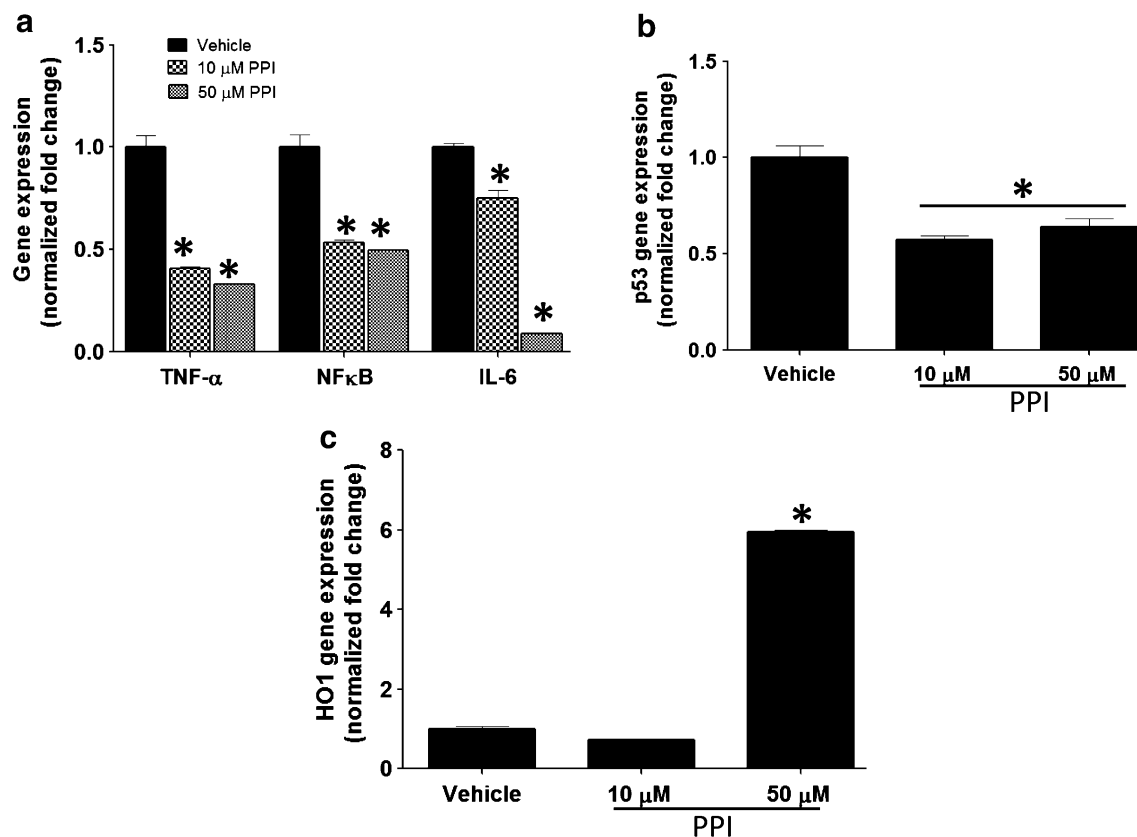 a
Gene expression
(normalized fold change)
1.5
1.0
0.5
0.0
Vehicle
10 μM PPI
50 μM PPI
*
*
*
*
*
*
TNF-α NFκB IL-6
b
p53 gene expression
(normalized fold change)
1.5
1.0
0.5
0.0
*
Vehicle 10 μM 50 μM
PPI
c
HO1 gene expression
(normalized fold change)
8
6
4
2
0
*
Vehicle 10 μM 50 μM
PPI